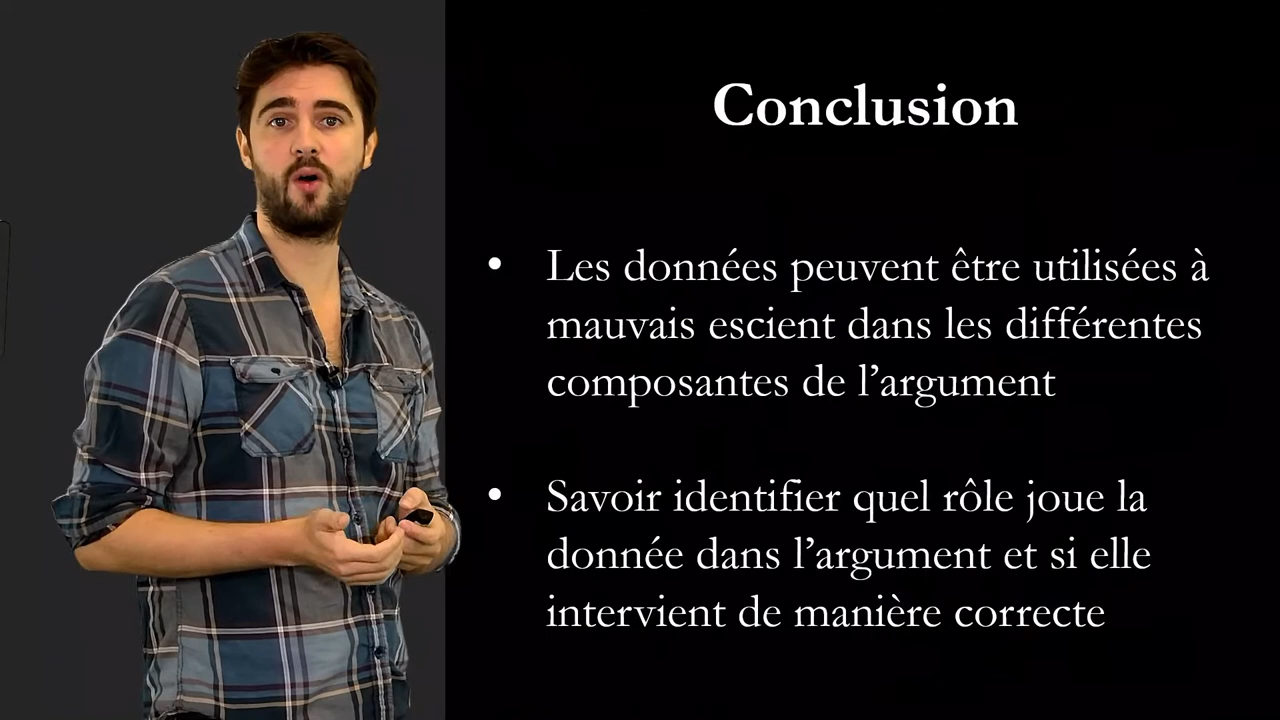 Conclusion
• Les données peuvent être utilisées à
mauvais escient dans les différentes
composantes de l’argument
• Savoir identifier quel rôle joue la
donnée dans l’argument et si elle
intervient de manière correcte